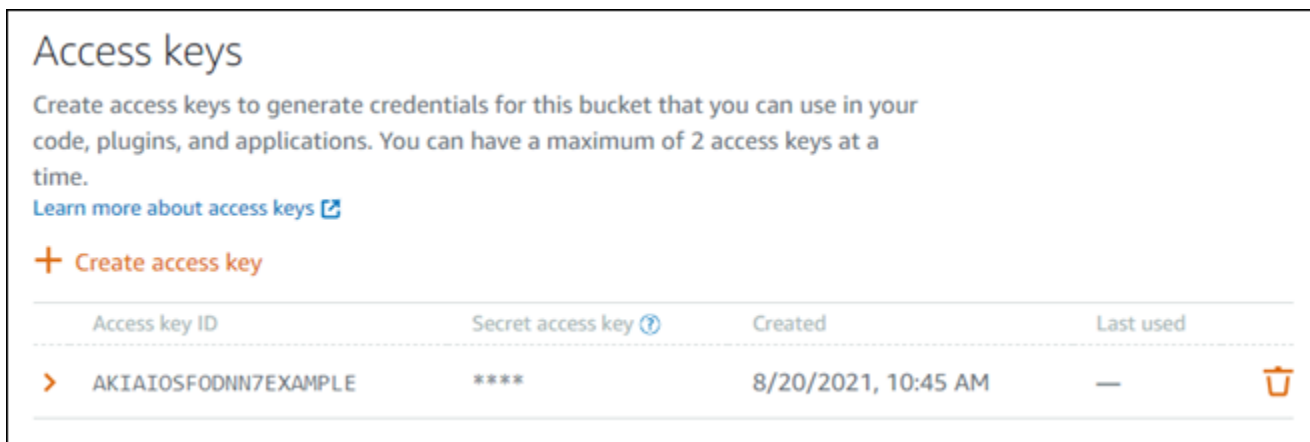 Access keys
Create access keys to generate credentials for this bucket that you can use in your
code, plugins, and applications. You can have a maximum of 2 access keys at a
time.
Learn more about access keys
Create access key
Access key ID Secret access key Created Last used
AKIAIOSFODNN7EXAMPLE **** 8/20/2021, 10:45 AM —